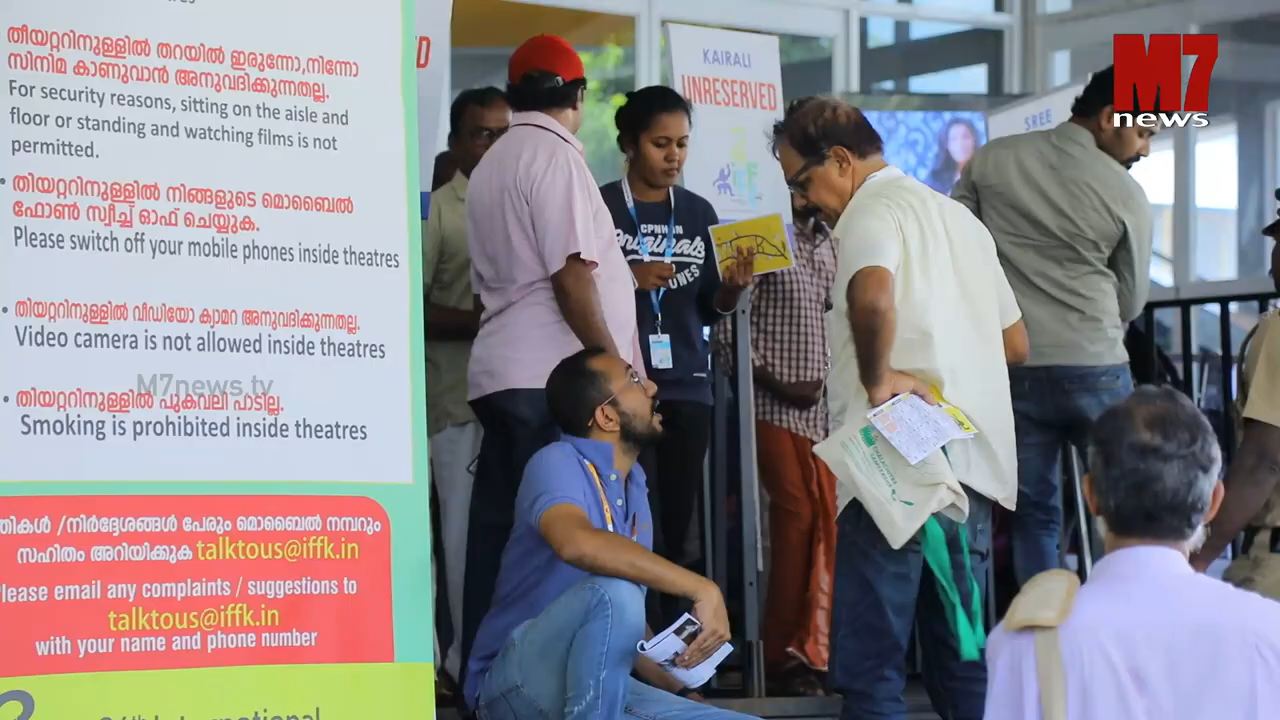 തീയറ്ററിനുള്ളിൽ തറയിൽ ഇരുന്നോ,നിന്നോ
സിനിമ കാണുവാൻ അനുവദിക്കുന്നതല്ല.
For security reasons, sitting on the aisle and
floor or standing and watching films is not
permitted.
• തിയറ്ററിനുള്ളിൽ നിങ്ങളുടെ മൊബൈൽ
ഫോൺ സ്വിച്ച് ഓഫ് ചെയ്യുക.
Please switch off your mobile phones inside theatres
• തിയറ്ററിനുള്ളിൽ വീഡിയോ ക്യാമറ അനുവദിക്കുന്നതല്ല.
Video camera is not allowed inside theatres
M7news.tv
• തിയറ്ററിനുള്ളിൽ പുകവലി പാടില്ല.
Smoking is prohibited inside theatres
/നിർദ്ദേശങ്ങൾ പേരും മൊബൈൽ നമ്പറും
സഹിതം അറിയിക്കുക talktous@iffk.in
Please email any complaints / suggestions to
talktous@iffk.in
with your name and phone number
KAIRALI
UNRESERVED
SREE
CPNHAN
Originals
M7
news